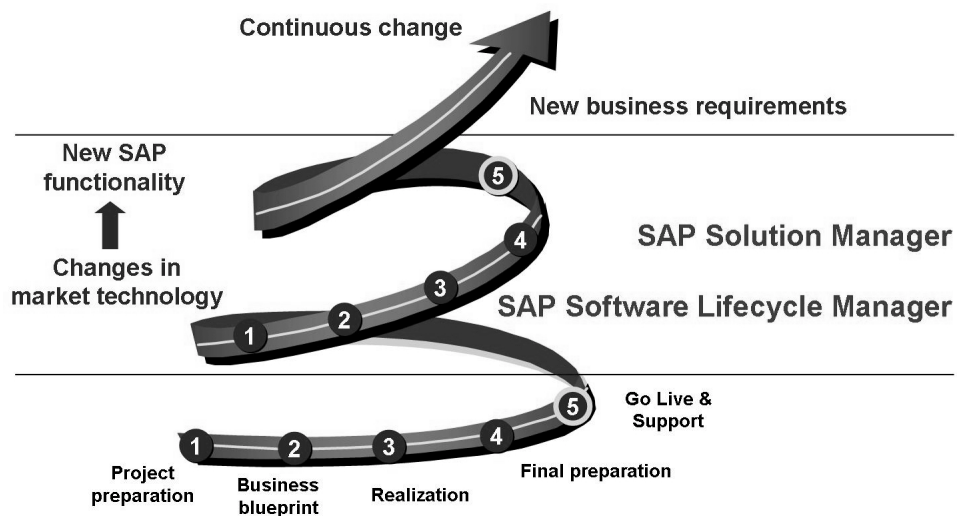 Continuous change
New business requirements
New SAP
functionality
Changes in
market technology
5
4
3
2
1
SAP Solution Manager
SAP Software Lifecycle Manager
1
2
3
4
5
Go Live &
Support
Final preparation
Project
preparation
Business
blueprint
Realization